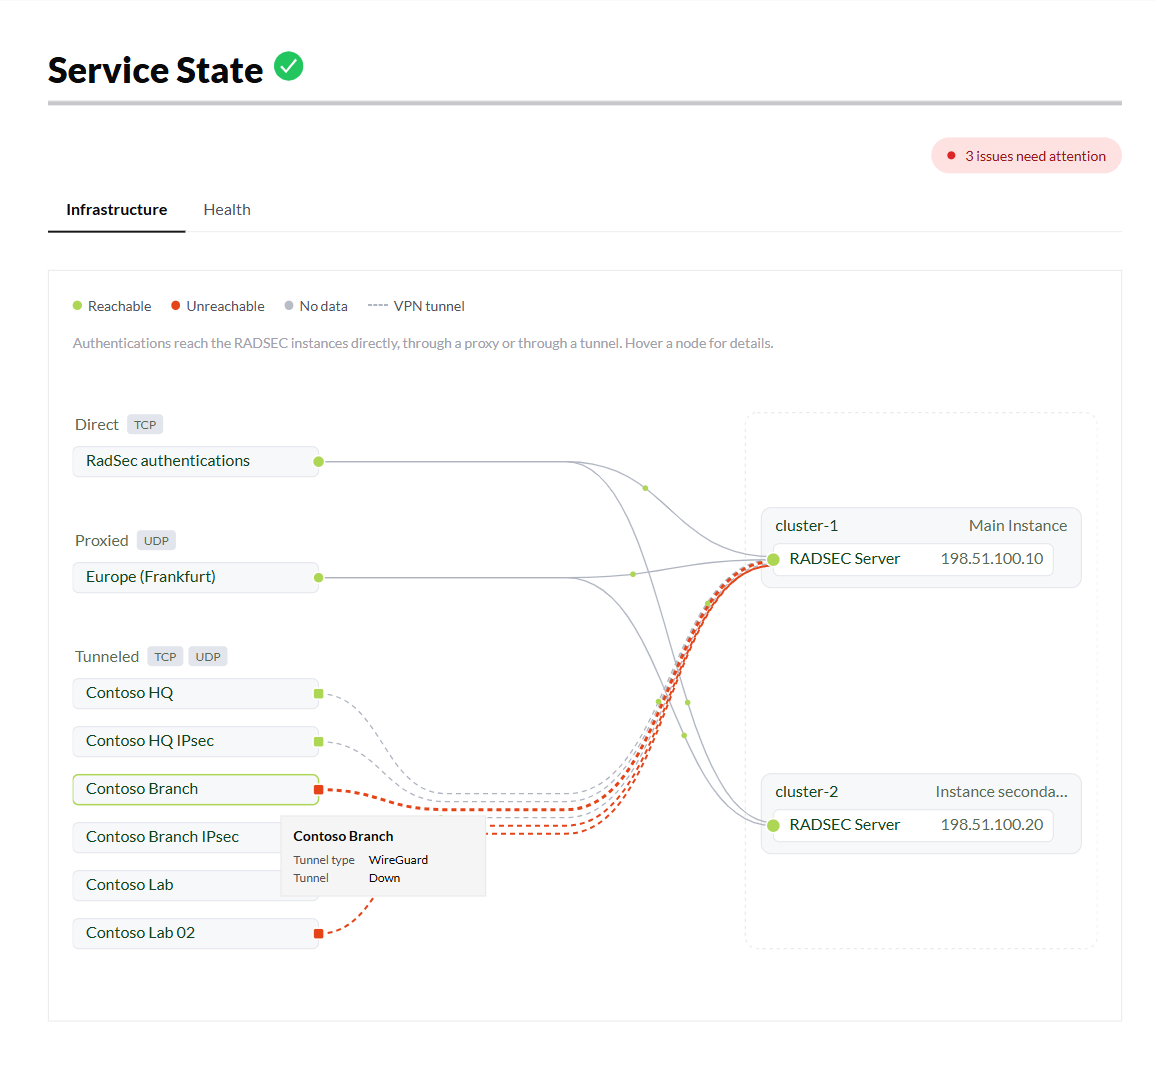 Service State
3 issues need attention
Infrastructure Health
Reachable Unreachable No data VPN tunnel
Authentications reach the RADSEC instances directly, through a proxy or through a tunnel. Hover a node for details.
Direct TCP
RadSec authentications
cluster-1 Main Instance
RADSEC Server 198.51.100.10
Proxied UDP
Europe (Frankfurt)
Tunneled TCP UDP
Contoso HQ
Contoso HQ IPsec
Contoso Branch
Contoso Branch IPsec
Contoso Lab
Contoso Lab 02
Contoso Branch
Tunnel type WireGuard
Tunnel Down
cluster-2 Instance seconda...
RADSEC Server 198.51.100.20